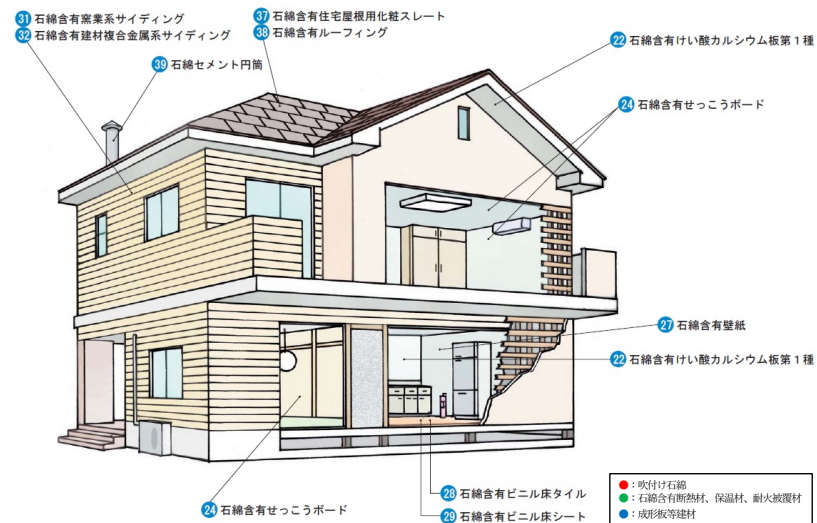 31 石綿含有窯業系サイディング
32 石綿含有建材複合金属系サイディング
37 石綿含有住宅屋根用化粧スレート
38 石綿含有ルーフィング
39 石綿セメント円筒
22 石綿含有けい酸カルシウム板第1種
24 石綿含有せっこうボード
27 石綿含有壁紙
22 石綿含有けい酸カルシウム板第1種
24 石綿含有せっこうボード
28 石綿含有ビニル床タイル
29 石綿含有ビニル床シート
●：吹付け石綿
●：石綿含有断熱材、保温材、耐火被覆材
●：成形板等建材